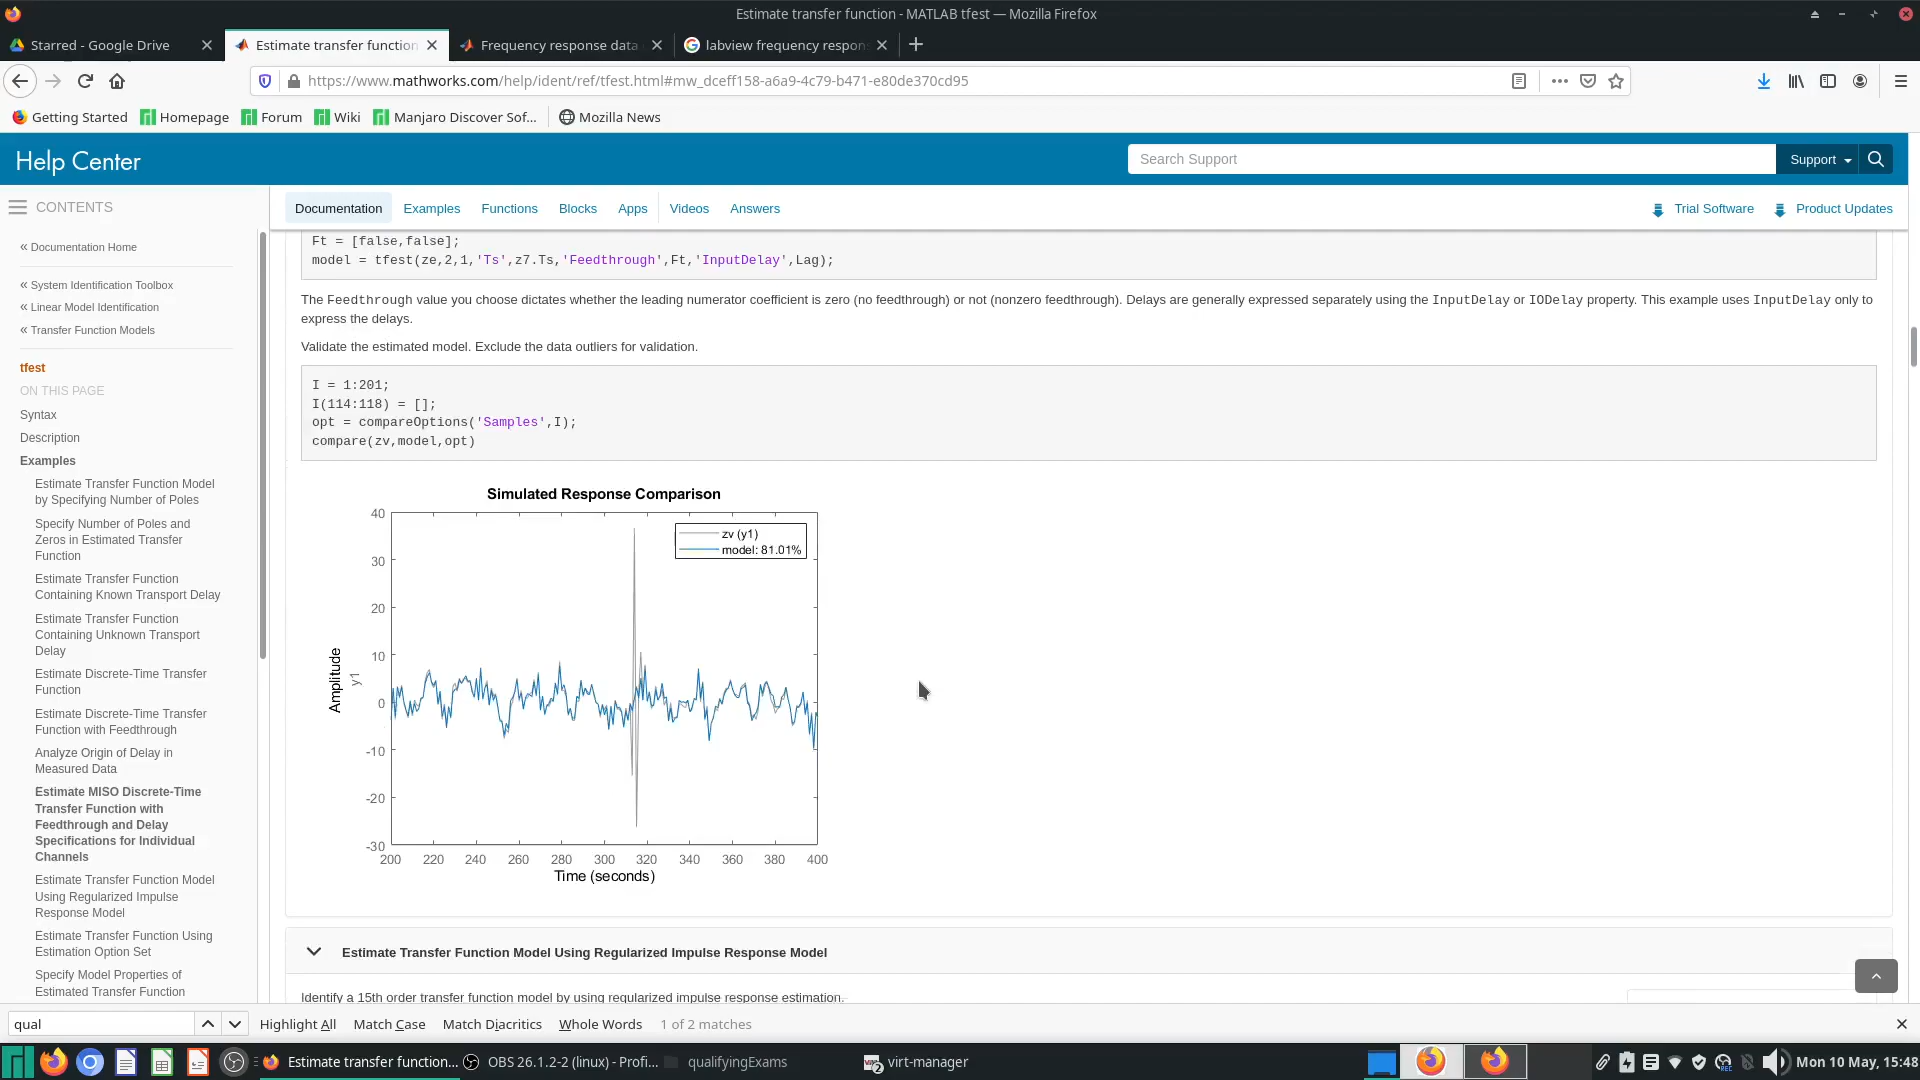 Estimate transfer function - MATLAB tfest — Mozilla Firefox
Starred - Google Drive
Estimate transfer function
Frequency response data
labview frequency respon
https://www.mathworks.com/help/ident/ref/tfest.html#mw_dceff158-a6a9-4c79-b471-e80de370cd95
Getting Started
Homepage
Forum
Wiki
Manjaro Discover Sof...
Mozilla News
Help Center
Search Support
Support
CONTENTS
Documentation
Examples
Functions
Blocks
Apps
Videos
Answers
Trial Software
Product Updates
« Documentation Home
« System Identification Toolbox
« Linear Model Identification
« Transfer Function Models
tfest
ON THIS PAGE
Syntax
Description
Examples
Estimate Transfer Function Model
by Specifying Number of Poles
Specify Number of Poles and
Zeros in Estimated Transfer
Function
Estimate Transfer Function
Containing Known Transport Delay
Estimate Transfer Function
Containing Unknown Transport
Delay
Estimate Discrete-Time Transfer
Function
Estimate Discrete-Time Transfer
Function with Feedthrough
Analyze Origin of Delay in
Measured Data
Estimate MISO Discrete-Time
Transfer Function with
Feedthrough and Delay
Specifications for Individual
Channels
Estimate Transfer Function Model
Using Regularized Impulse
Response Model
Estimate Transfer Function Using
Estimation Option Set
Specify Model Properties of
Estimated Transfer Function
Ft = [false,false];
model = tfest(ze,2,1,'Ts',z7.Ts,'Feedthrough',Ft,'InputDelay',Lag);
The Feedthrough value you choose dictates whether the leading numerator coefficient is zero (no feedthrough) or not (nonzero feedthrough). Delays are generally expressed separately using the InputDelay or IODelay property. This example uses InputDelay only to
express the delays.
Validate the estimated model. Exclude the data outliers for validation.
I = 1:201;
I(114:118) = [];
opt = compareOptions('Samples',I);
compare(zv,model,opt)
Simulated Response Comparison
zv (y1)
model: 81.01%
40
30
20
10
0
-10
-20
-30
Amplitude
y1
200 220 240 260 280 300 320 340 360 380 400
Time (seconds)
Estimate Transfer Function Model Using Regularized Impulse Response Model
Identify a 15th order transfer function model by using regularized impulse response estimation.
qual
Highlight All
Match Case
Match Diacritics
Whole Words
1 of 2 matches
Estimate transfer function...
OBS 26.1.2-2 (linux) - Profi...
qualifyingExams
2
virt-manager
REC
Mon 10 May, 15:48